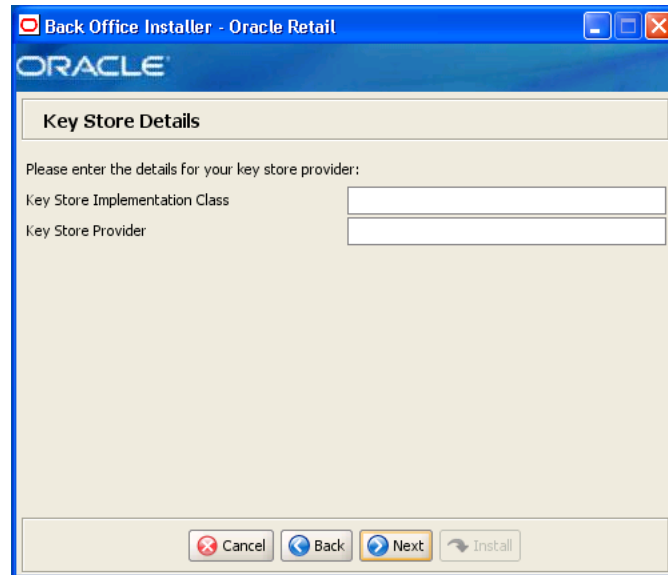 Back Office Installer - Oracle Retail
ORACLE
Key Store Details
Please enter the details for your key store provider:
Key Store Implementation Class
Key Store Provider
Cancel Back Next Install